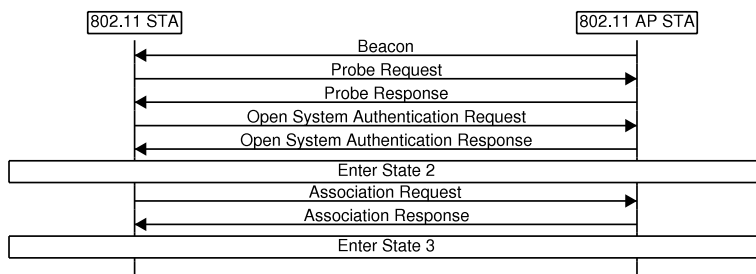 802.11 STA
802.11 AP STA
Beacon
Probe Request
Probe Response
Open System Authentication Request
Open System Authentication Response
Enter State 2
Association Request
Association Response
Enter State 3